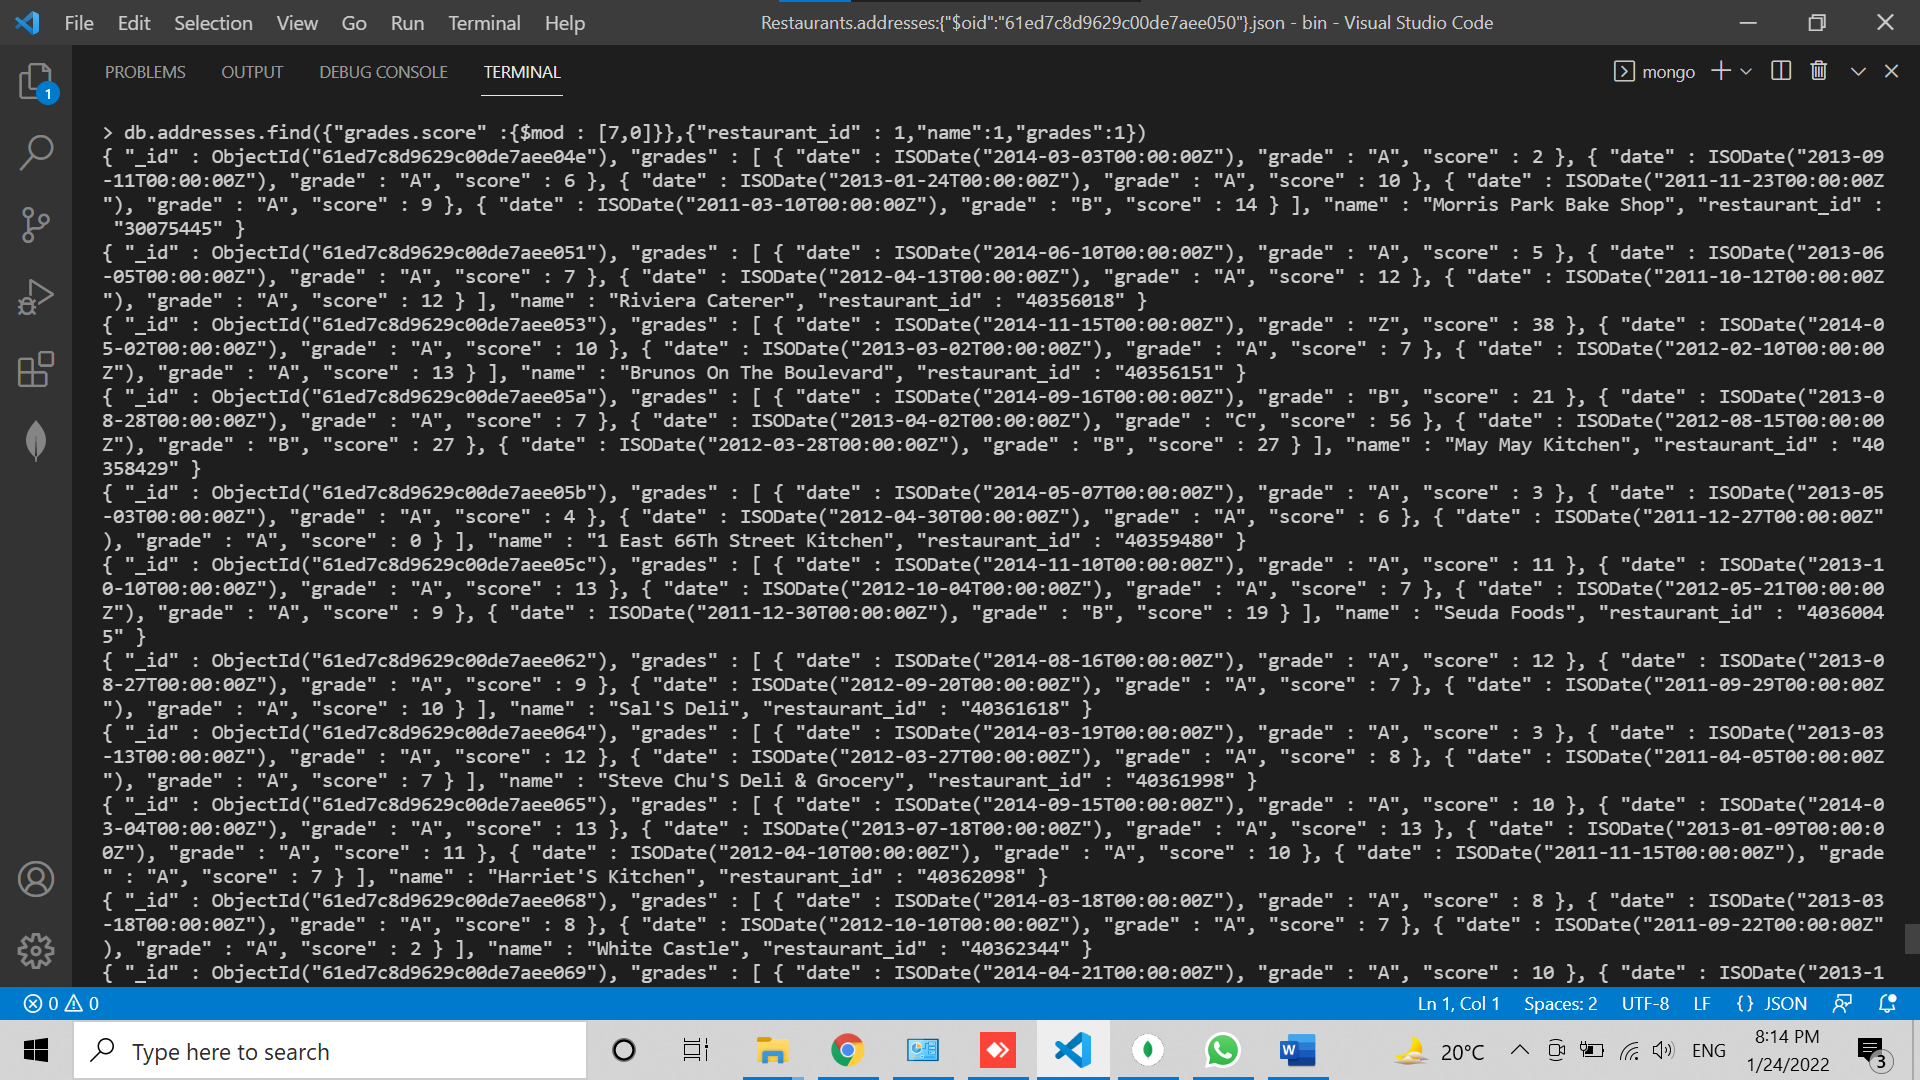 File Edit Selection View Go Run Terminal Help
Restaurants.addresses:{"$oid":"61ed7c8d9629c00de7aee050"}.json - bin - Visual Studio Code
PROBLEMS OUTPUT DEBUG CONSOLE TERMINAL
mongo
1
> db.addresses.find({"grades.score" :{$mod : [7,0]}},{"restaurant_id" : 1,"name":1,"grades":1})
{ "_id" : ObjectId("61ed7c8d9629c00de7aee04e"), "grades" : [ { "date" : ISODate("2014-03-03T00:00:00Z"), "grade" : "A", "score" : 2 }, { "date" : ISODate("2013-09
-11T00:00:00Z"), "grade" : "A", "score" : 6 }, { "date" : ISODate("2013-01-24T00:00:00Z"), "grade" : "A", "score" : 10 }, { "date" : ISODate("2011-11-23T00:00:00Z
"), "grade" : "A", "score" : 9 }, { "date" : ISODate("2011-03-10T00:00:00Z"), "grade" : "B", "score" : 14 } ], "name" : "Morris Park Bake Shop", "restaurant_id" :
"30075445" }
{ "_id" : ObjectId("61ed7c8d9629c00de7aee051"), "grades" : [ { "date" : ISODate("2014-06-10T00:00:00Z"), "grade" : "A", "score" : 5 }, { "date" : ISODate("2013-06
-05T00:00:00Z"), "grade" : "A", "score" : 7 }, { "date" : ISODate("2012-04-13T00:00:00Z"), "grade" : "A", "score" : 12 }, { "date" : ISODate("2011-10-12T00:00:00Z
"), "grade" : "A", "score" : 12 } ], "name" : "Riviera Caterer", "restaurant_id" : "40356018" }
{ "_id" : ObjectId("61ed7c8d9629c00de7aee053"), "grades" : [ { "date" : ISODate("2014-11-15T00:00:00Z"), "grade" : "Z", "score" : 38 }, { "date" : ISODate("2014-0
5-02T00:00:00Z"), "grade" : "A", "score" : 10 }, { "date" : ISODate("2013-03-02T00:00:00Z"), "grade" : "A", "score" : 7 }, { "date" : ISODate("2012-02-10T00:00:00
Z"), "grade" : "A", "score" : 13 } ], "name" : "Brunos On The Boulevard", "restaurant_id" : "40356151" }
{ "_id" : ObjectId("61ed7c8d9629c00de7aee05a"), "grades" : [ { "date" : ISODate("2014-09-16T00:00:00Z"), "grade" : "B", "score" : 21 }, { "date" : ISODate("2013-0
8-28T00:00:00Z"), "grade" : "A", "score" : 7 }, { "date" : ISODate("2013-04-02T00:00:00Z"), "grade" : "C", "score" : 56 }, { "date" : ISODate("2012-08-15T00:00:00
Z"), "grade" : "B", "score" : 27 }, { "date" : ISODate("2012-03-28T00:00:00Z"), "grade" : "B", "score" : 27 } ], "name" : "May May Kitchen", "restaurant_id" : "40
358429" }
{ "_id" : ObjectId("61ed7c8d9629c00de7aee05b"), "grades" : [ { "date" : ISODate("2014-05-07T00:00:00Z"), "grade" : "A", "score" : 3 }, { "date" : ISODate("2013-05
-03T00:00:00Z"), "grade" : "A", "score" : 4 }, { "date" : ISODate("2012-04-30T00:00:00Z"), "grade" : "A", "score" : 6 }, { "date" : ISODate("2011-12-27T00:00:00Z"
), "grade" : "A", "score" : 0 } ], "name" : "1 East 66Th Street Kitchen", "restaurant_id" : "40359480" }
{ "_id" : ObjectId("61ed7c8d9629c00de7aee05c"), "grades" : [ { "date" : ISODate("2014-11-10T00:00:00Z"), "grade" : "A", "score" : 11 }, { "date" : ISODate("2013-1
0-10T00:00:00Z"), "grade" : "A", "score" : 13 }, { "date" : ISODate("2012-10-04T00:00:00Z"), "grade" : "A", "score" : 7 }, { "date" : ISODate("2012-05-21T00:00:00
Z"), "grade" : "A", "score" : 9 }, { "date" : ISODate("2011-12-30T00:00:00Z"), "grade" : "B", "score" : 19 } ], "name" : "Seuda Foods", "restaurant_id" : "4036004
5" }
{ "_id" : ObjectId("61ed7c8d9629c00de7aee062"), "grades" : [ { "date" : ISODate("2014-08-16T00:00:00Z"), "grade" : "A", "score" : 12 }, { "date" : ISODate("2013-0
8-27T00:00:00Z"), "grade" : "A", "score" : 9 }, { "date" : ISODate("2012-09-20T00:00:00Z"), "grade" : "A", "score" : 7 }, { "date" : ISODate("2011-09-29T00:00:00Z
"), "grade" : "A", "score" : 10 } ], "name" : "Sal'S Deli", "restaurant_id" : "40361618" }
{ "_id" : ObjectId("61ed7c8d9629c00de7aee064"), "grades" : [ { "date" : ISODate("2014-03-19T00:00:00Z"), "grade" : "A", "score" : 3 }, { "date" : ISODate("2013-03
-13T00:00:00Z"), "grade" : "A", "score" : 12 }, { "date" : ISODate("2012-03-27T00:00:00Z"), "grade" : "A", "score" : 8 }, { "date" : ISODate("2011-04-05T00:00:00Z
"), "grade" : "A", "score" : 7 } ], "name" : "Steve Chu'S Deli & Grocery", "restaurant_id" : "40361998" }
{ "_id" : ObjectId("61ed7c8d9629c00de7aee065"), "grades" : [ { "date" : ISODate("2014-09-15T00:00:00Z"), "grade" : "A", "score" : 10 }, { "date" : ISODate("2014-0
3-04T00:00:00Z"), "grade" : "A", "score" : 13 }, { "date" : ISODate("2013-07-18T00:00:00Z"), "grade" : "A", "score" : 13 }, { "date" : ISODate("2013-01-09T00:00:0
0Z"), "grade" : "A", "score" : 11 }, { "date" : ISODate("2012-04-10T00:00:00Z"), "grade" : "A", "score" : 10 }, { "date" : ISODate("2011-11-15T00:00:00Z"), "grade
" : "A", "score" : 7 } ], "name" : "Harriet'S Kitchen", "restaurant_id" : "40362098" }
{ "_id" : ObjectId("61ed7c8d9629c00de7aee068"), "grades" : [ { "date" : ISODate("2014-03-18T00:00:00Z"), "grade" : "A", "score" : 8 }, { "date" : ISODate("2013-03
-18T00:00:00Z"), "grade" : "A", "score" : 8 }, { "date" : ISODate("2012-10-10T00:00:00Z"), "grade" : "A", "score" : 7 }, { "date" : ISODate("2011-09-22T00:00:00Z"
), "grade" : "A", "score" : 2 } ], "name" : "White Castle", "restaurant_id" : "40362344" }
{ "_id" : ObjectId("61ed7c8d9629c00de7aee069"), "grades" : [ { "date" : ISODate("2014-04-21T00:00:00Z"), "grade" : "A", "score" : 10 }, { "date" : ISODate("2013-1
0 0 Ln 1, Col 1 Spaces: 2 UTF-8 LF {} JSON
Type here to search
20°C ENG
8:14 PM
1/24/2022
3